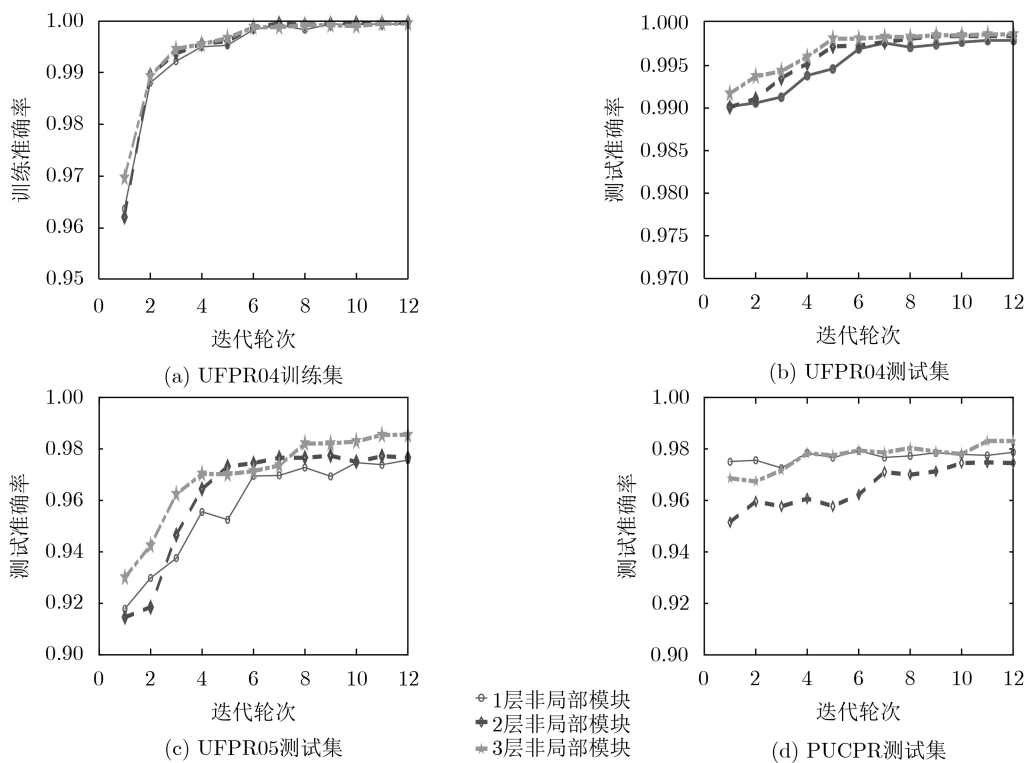 1.00
0.99
0.98
0.97
0.96
0.95
训练准确率
0 2 4 6 8 10 12
迭代轮次
(a) UFPR04训练集
1.000
0.995
0.990
0.985
0.980
0.975
0.970
测试准确率
0 2 4 6 8 10 12
迭代轮次
(b) UFPR04测试集
1.00
0.98
0.96
0.94
0.92
0.90
测试准确率
0 2 4 6 8 10 12
迭代轮次
(c) UFPR05测试集
1层非局部模块
2层非局部模块
3层非局部模块
1.00
0.98
0.96
0.94
0.92
0.90
测试准确率
0 2 4 6 8 10 12
迭代轮次
(d) PUCPR测试集